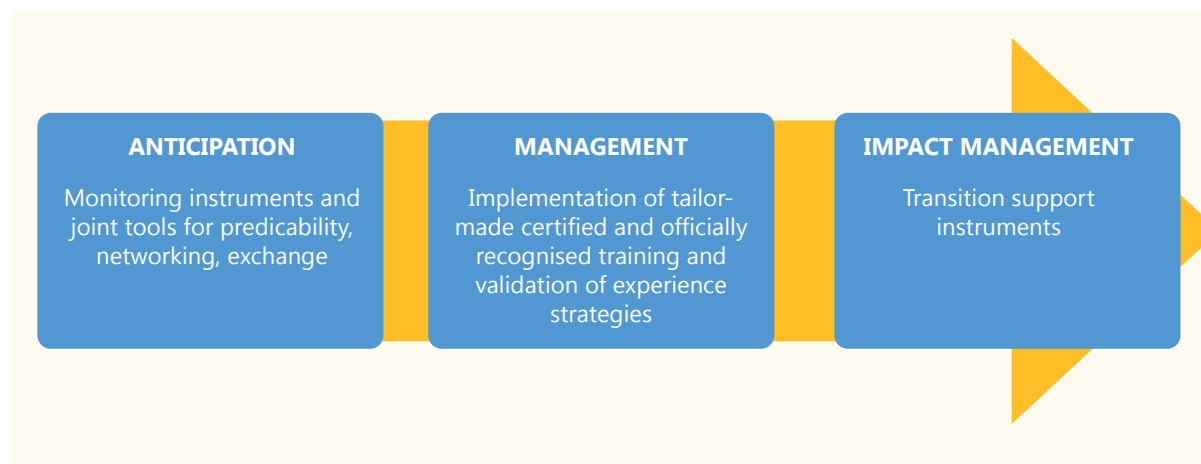 ANTICIPATION
Monitoring instruments and
joint tools for predicability,
networking, exchange
MANAGEMENT
Implementation of tailor-
made certified and officially
recognised training and
validation of experience
strategies
IMPACT MANAGEMENT
Transition support
instruments